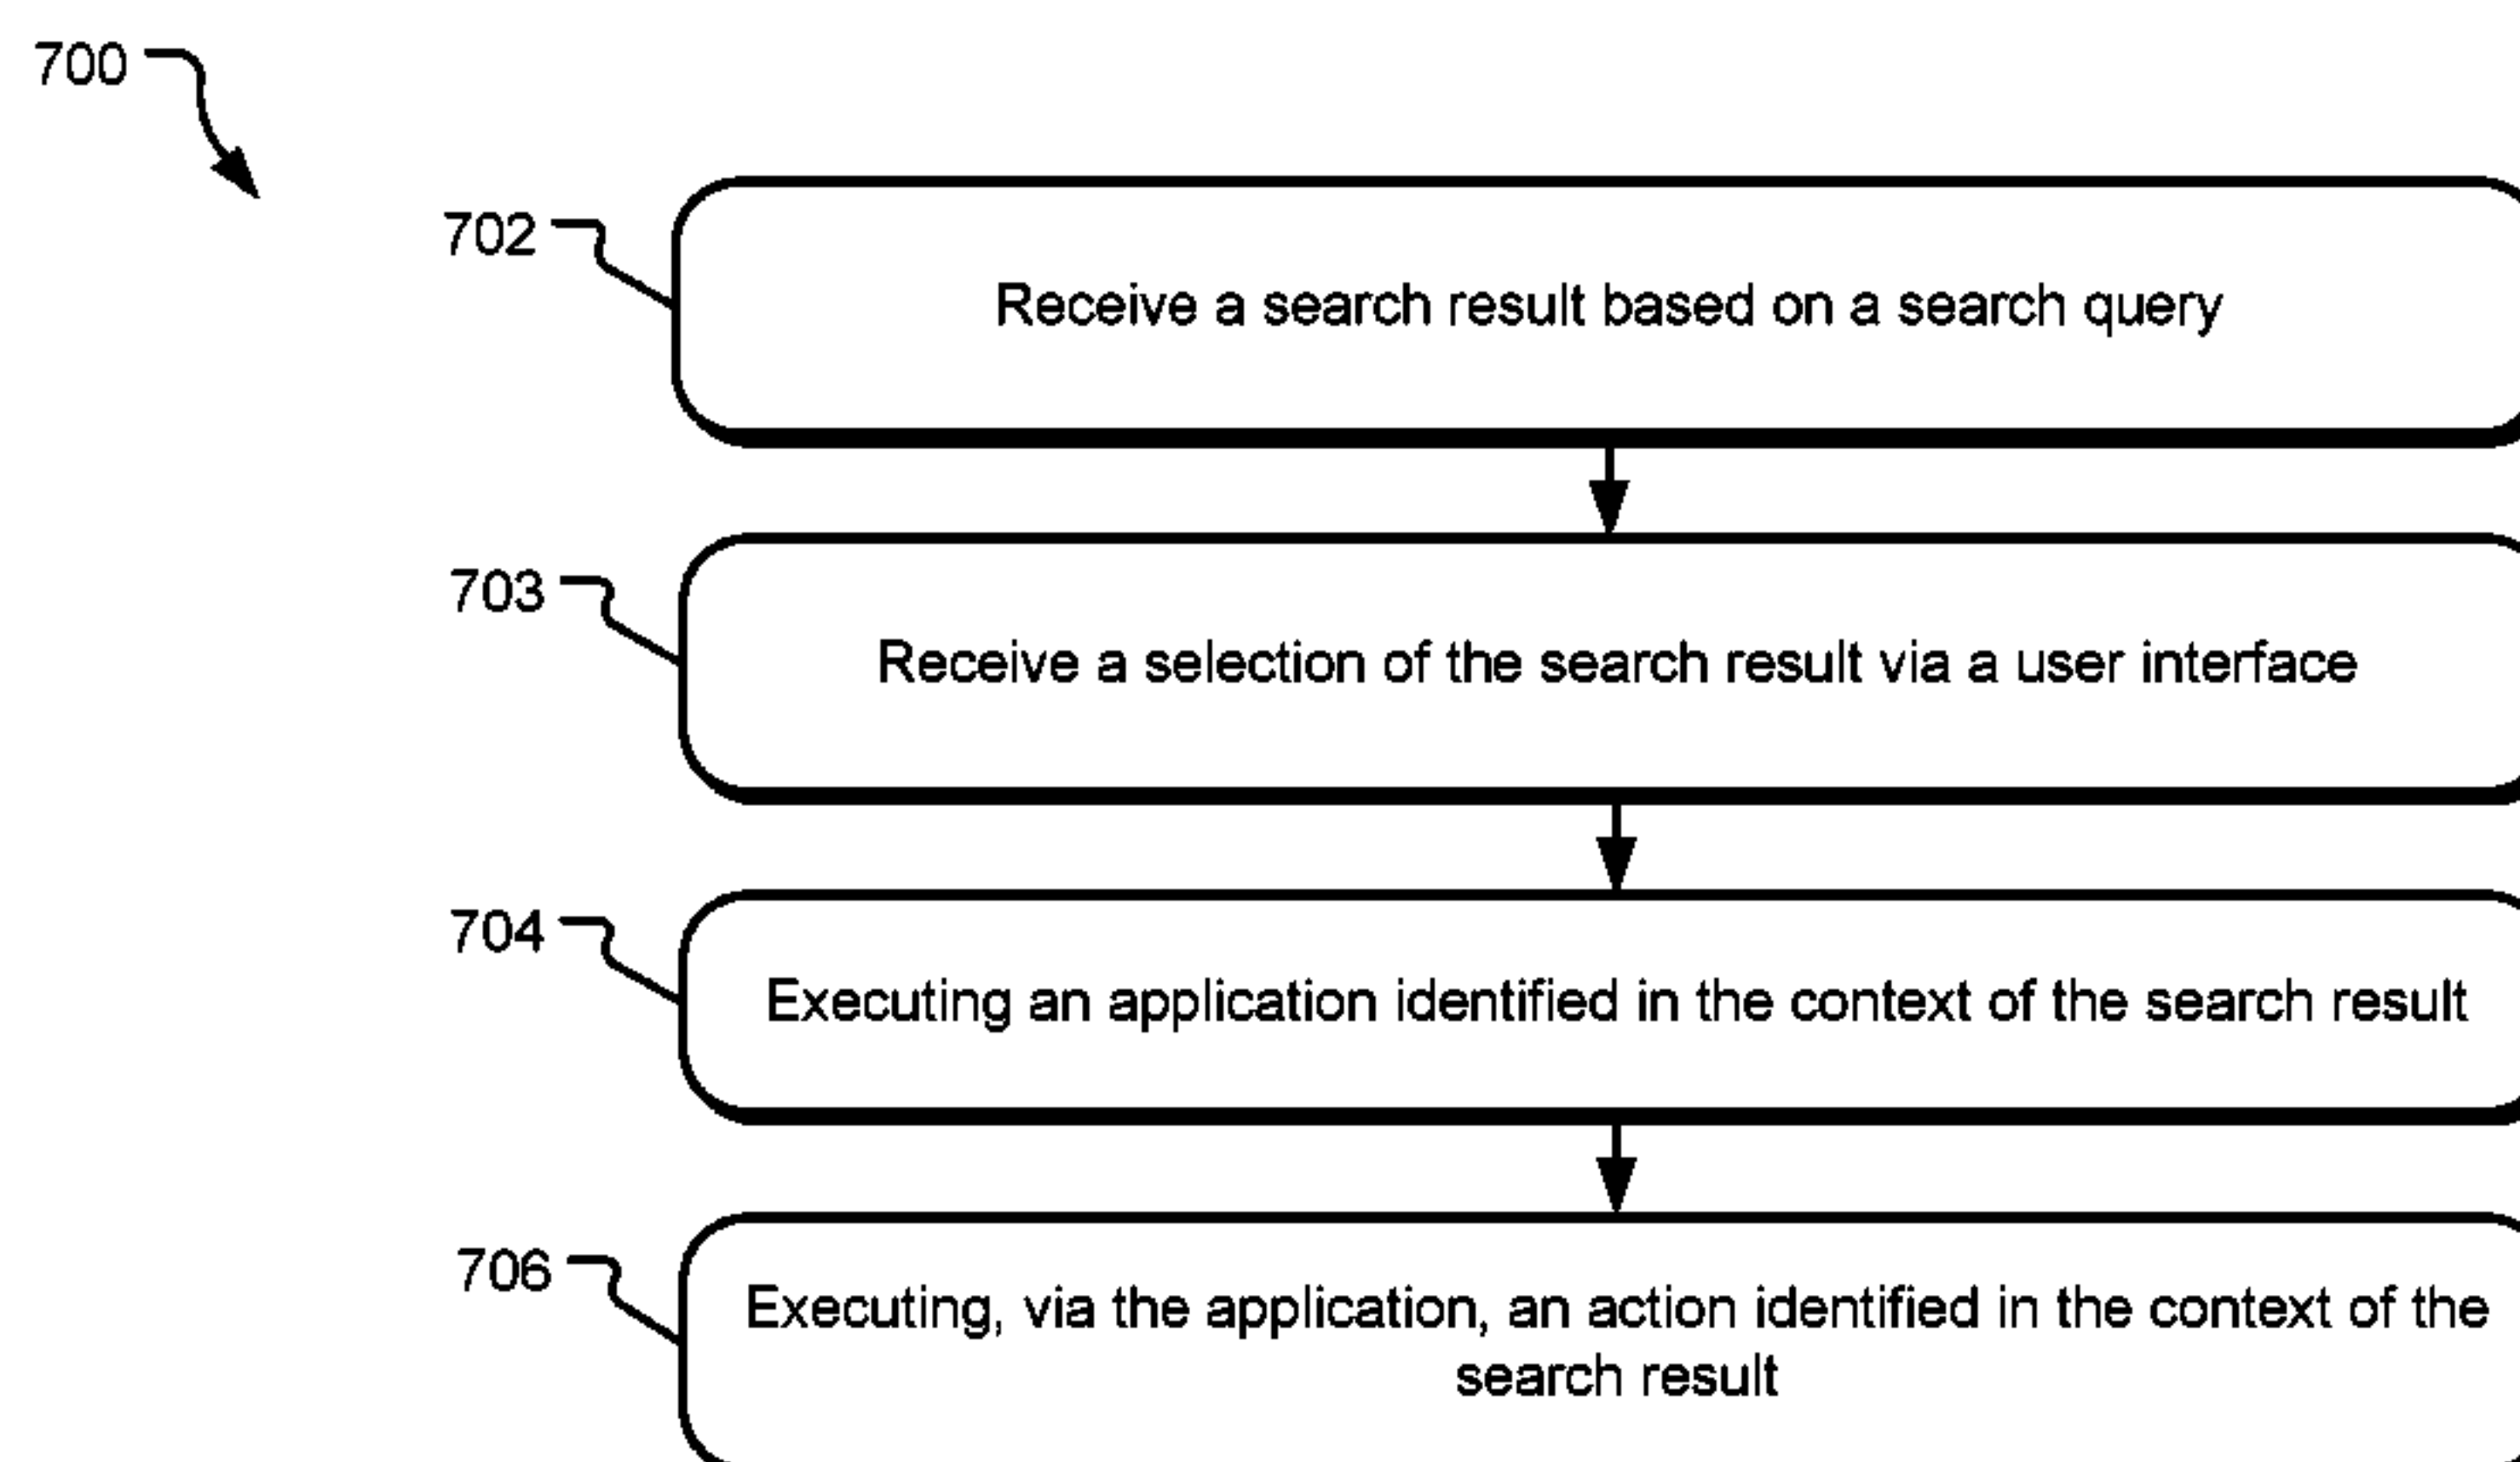 700
702
Receive a search result based on a search query
703
Receive a selection of the search result via a user interface
704
Executing an application identified in the context of the search result
706
Executing, via the application, an action identified in the context of the
search result